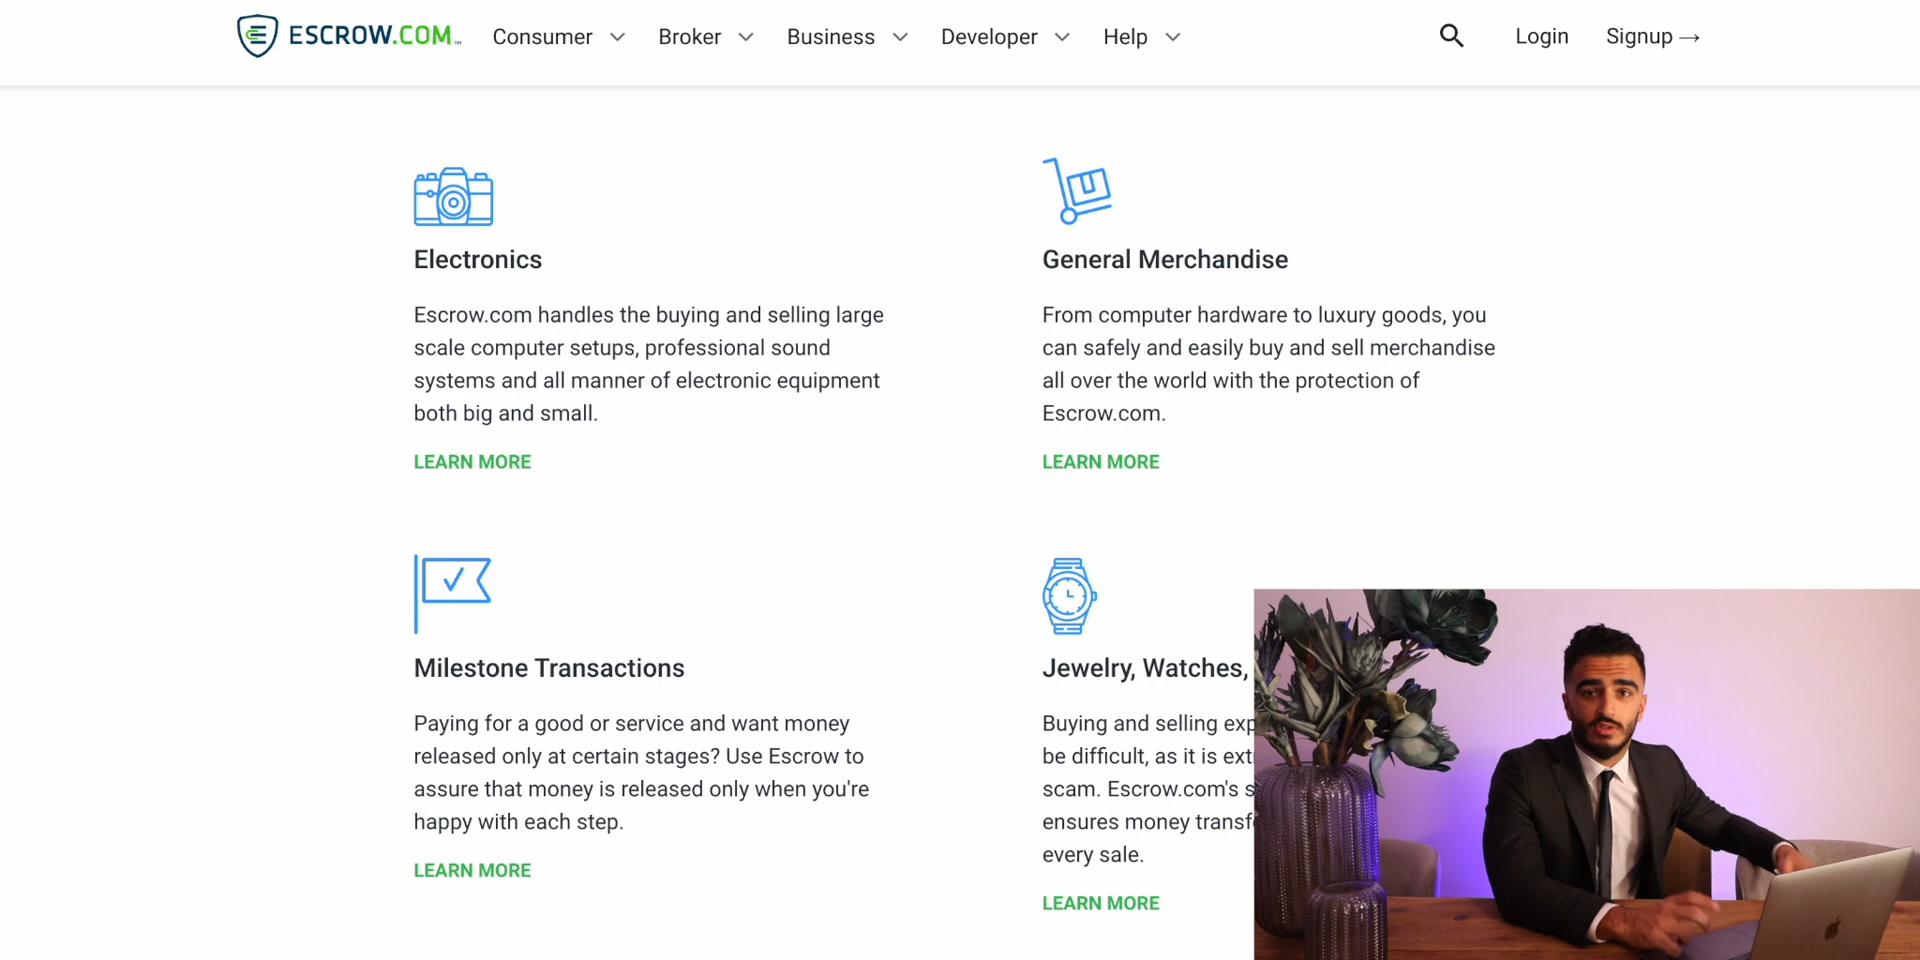 ESCROW.COM
Consumer
Broker
Business
Developer
Help
Login
Signup →
Electronics
Escrow.com handles the buying and selling large
scale computer setups, professional sound
systems and all manner of electronic equipment
both big and small.
LEARN MORE
General Merchandise
From computer hardware to luxury goods, you
can safely and easily buy and sell merchandise
all over the world with the protection of
Escrow.com.
LEARN MORE
Milestone Transactions
Paying for a good or service and want money
released only at certain stages? Use Escrow to
assure that money is released only when you're
happy with each step.
LEARN MORE
Jewelry, Watches,
Buying and selling
be difficult, as it is
scam. Escrow.com's
ensures money
every sale.
LEARN MORE